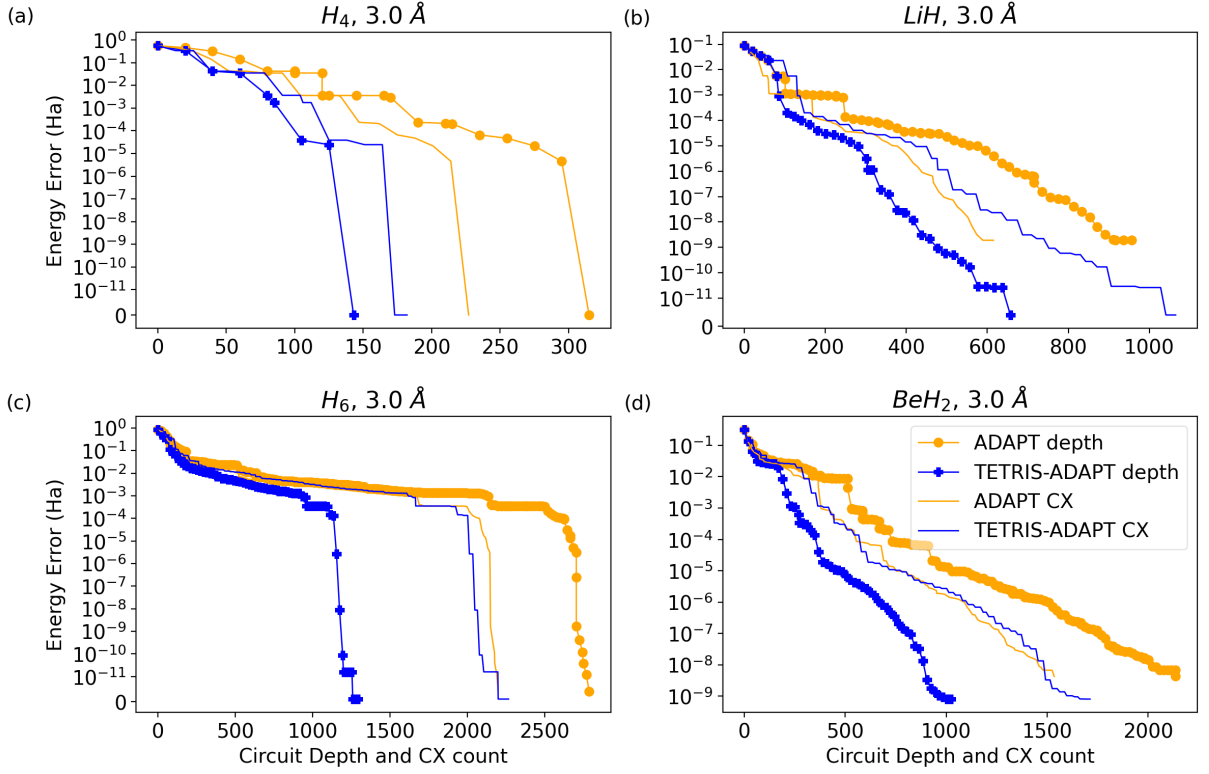 (a)
H₄, 3.0 Å
Energy Error (Ha)
10⁰
10⁻¹
10⁻²
10⁻³
10⁻⁴
10⁻⁵
10⁻⁶
10⁻⁷
10⁻⁸
10⁻⁹
10⁻¹⁰
10⁻¹¹
0
0 50 100 150 200 250 300
(b)
LiH, 3.0 Å
10⁻¹
10⁻²
10⁻³
10⁻⁴
10⁻⁵
10⁻⁶
10⁻⁷
10⁻⁸
10⁻⁹
10⁻¹⁰
10⁻¹¹
0
0 200 400 600 800 1000
(c)
H₆, 3.0 Å
Energy Error (Ha)
10⁰
10⁻¹
10⁻²
10⁻³
10⁻⁴
10⁻⁵
10⁻⁶
10⁻⁷
10⁻⁸
10⁻⁹
10⁻¹⁰
10⁻¹¹
0
0 500 1000 1500 2000 2500
Circuit Depth and CX count
(d)
BeH₂, 3.0 Å
10⁻¹
10⁻²
10⁻³
10⁻⁴
10⁻⁵
10⁻⁶
10⁻⁷
10⁻⁸
10⁻⁹
ADAPT depth
TETRIS-ADAPT depth
ADAPT CX
TETRIS-ADAPT CX
0 500 1000 1500 2000
Circuit Depth and CX count